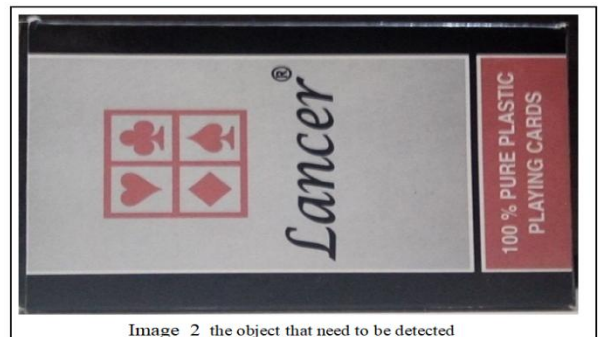 Lancer®
100 % PURE PLASTIC
PLAYING CARDS
Image 2 the object that need to be detected